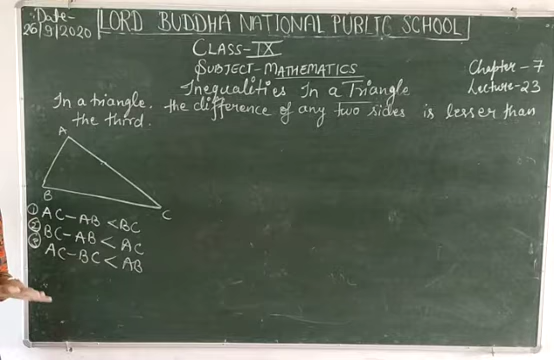 Date-
26/9/2020
LORD BUDDHA NATIONAL PUBLIC SCHOOL
CLASS-IX
SUBJECT-MATHEMATICS
Chapter-7
Inequalities In a Triangle
Lecture-23
In a triangle. the difference of any two sides is lesser than
the third.
A
B
C
① AC-AB < BC
② BC-AB < AC
③ AC-BC < AB